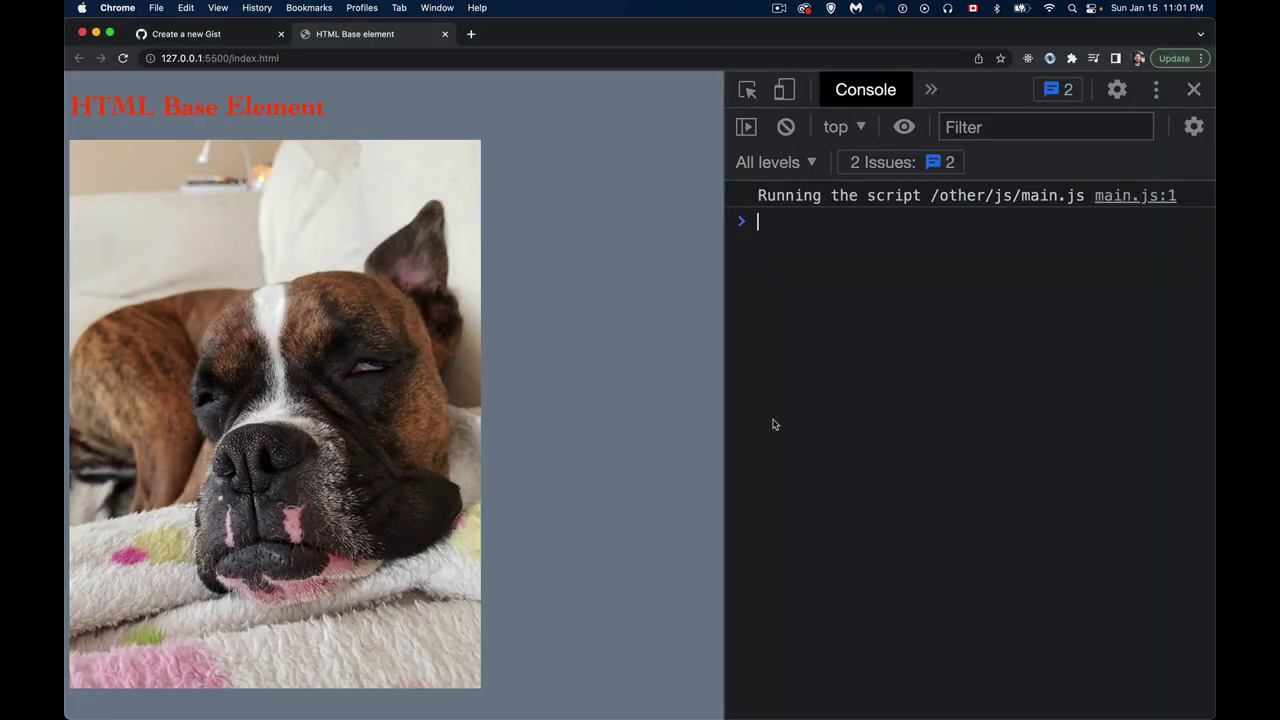 Chrome File Edit View History Bookmarks Profiles Tab Window Help Sun Jan 15 11:01 PM
Create a new Gist HTML Base element
127.0.0.1:5500/index.html Update
HTML Base Element
Console 2
top Filter
All levels 2 Issues: 2
Running the script /other/js/main.js main.js:1